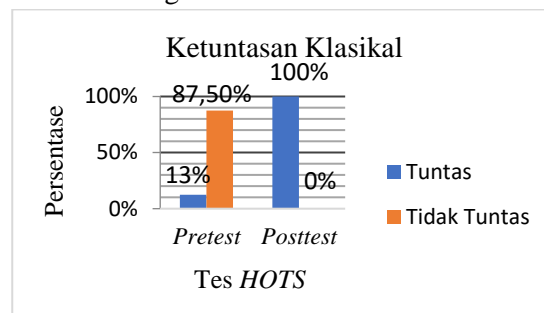 Ketuntasan Klasikal
Persentase
100%
50%
0%
13%
87,50%
100%
0%
Pretest
Posttest
Tes HOTS
Tuntas
Tidak Tuntas